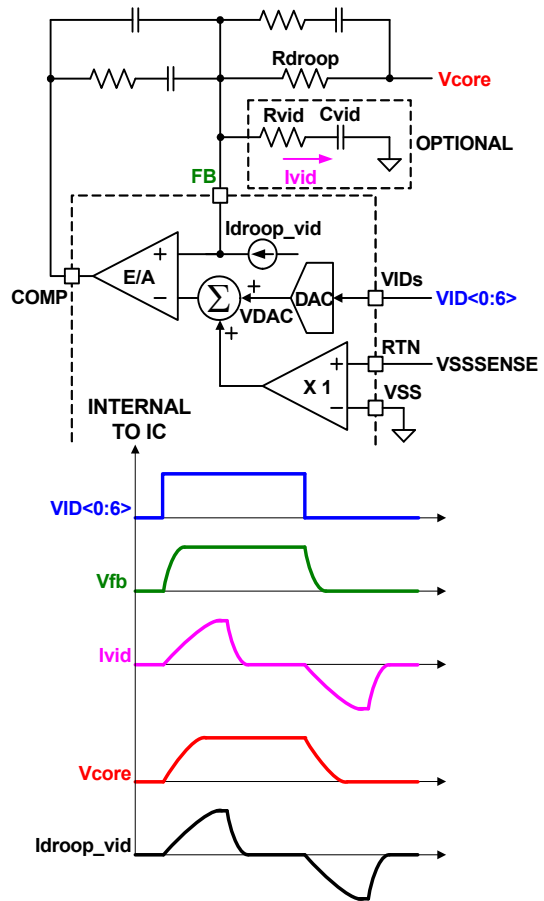 Rdroop
Vcore
Rvid
Cvid
OPTIONAL
Ivid
FB
Idroop_vid
E/A
+
−
COMP
Σ
+
+
VDAC
DAC
VIDs
VID<0:6>
RTN
VSSSENSE
X 1
+
−
VSS
INTERNAL
TO IC
VID<0:6>
Vfb
Ivid
Vcore
Idroop_vid